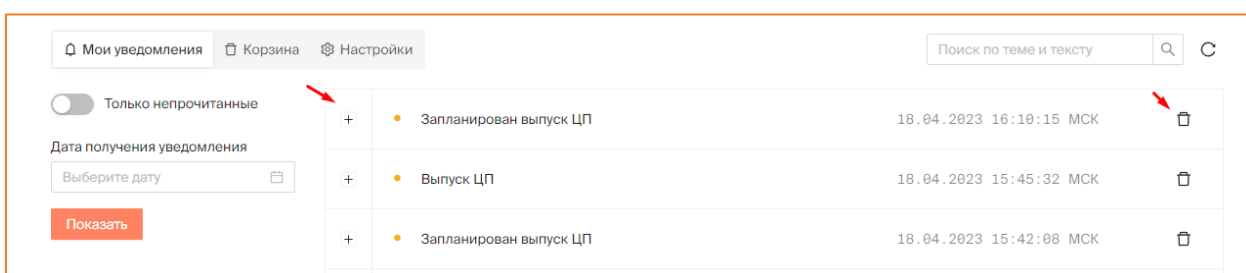 Мои уведомления Корзина Настройки Поиск по теме и тексту
Только непрочитанные
Запланирован выпуск ЦП 18.04.2023 16:10:15 МСК
Дата получения уведомления
Выберите дату
Выпуск ЦП 18.04.2023 15:45:32 МСК
Показать
Запланирован выпуск ЦП 18.04.2023 15:42:08 МСК